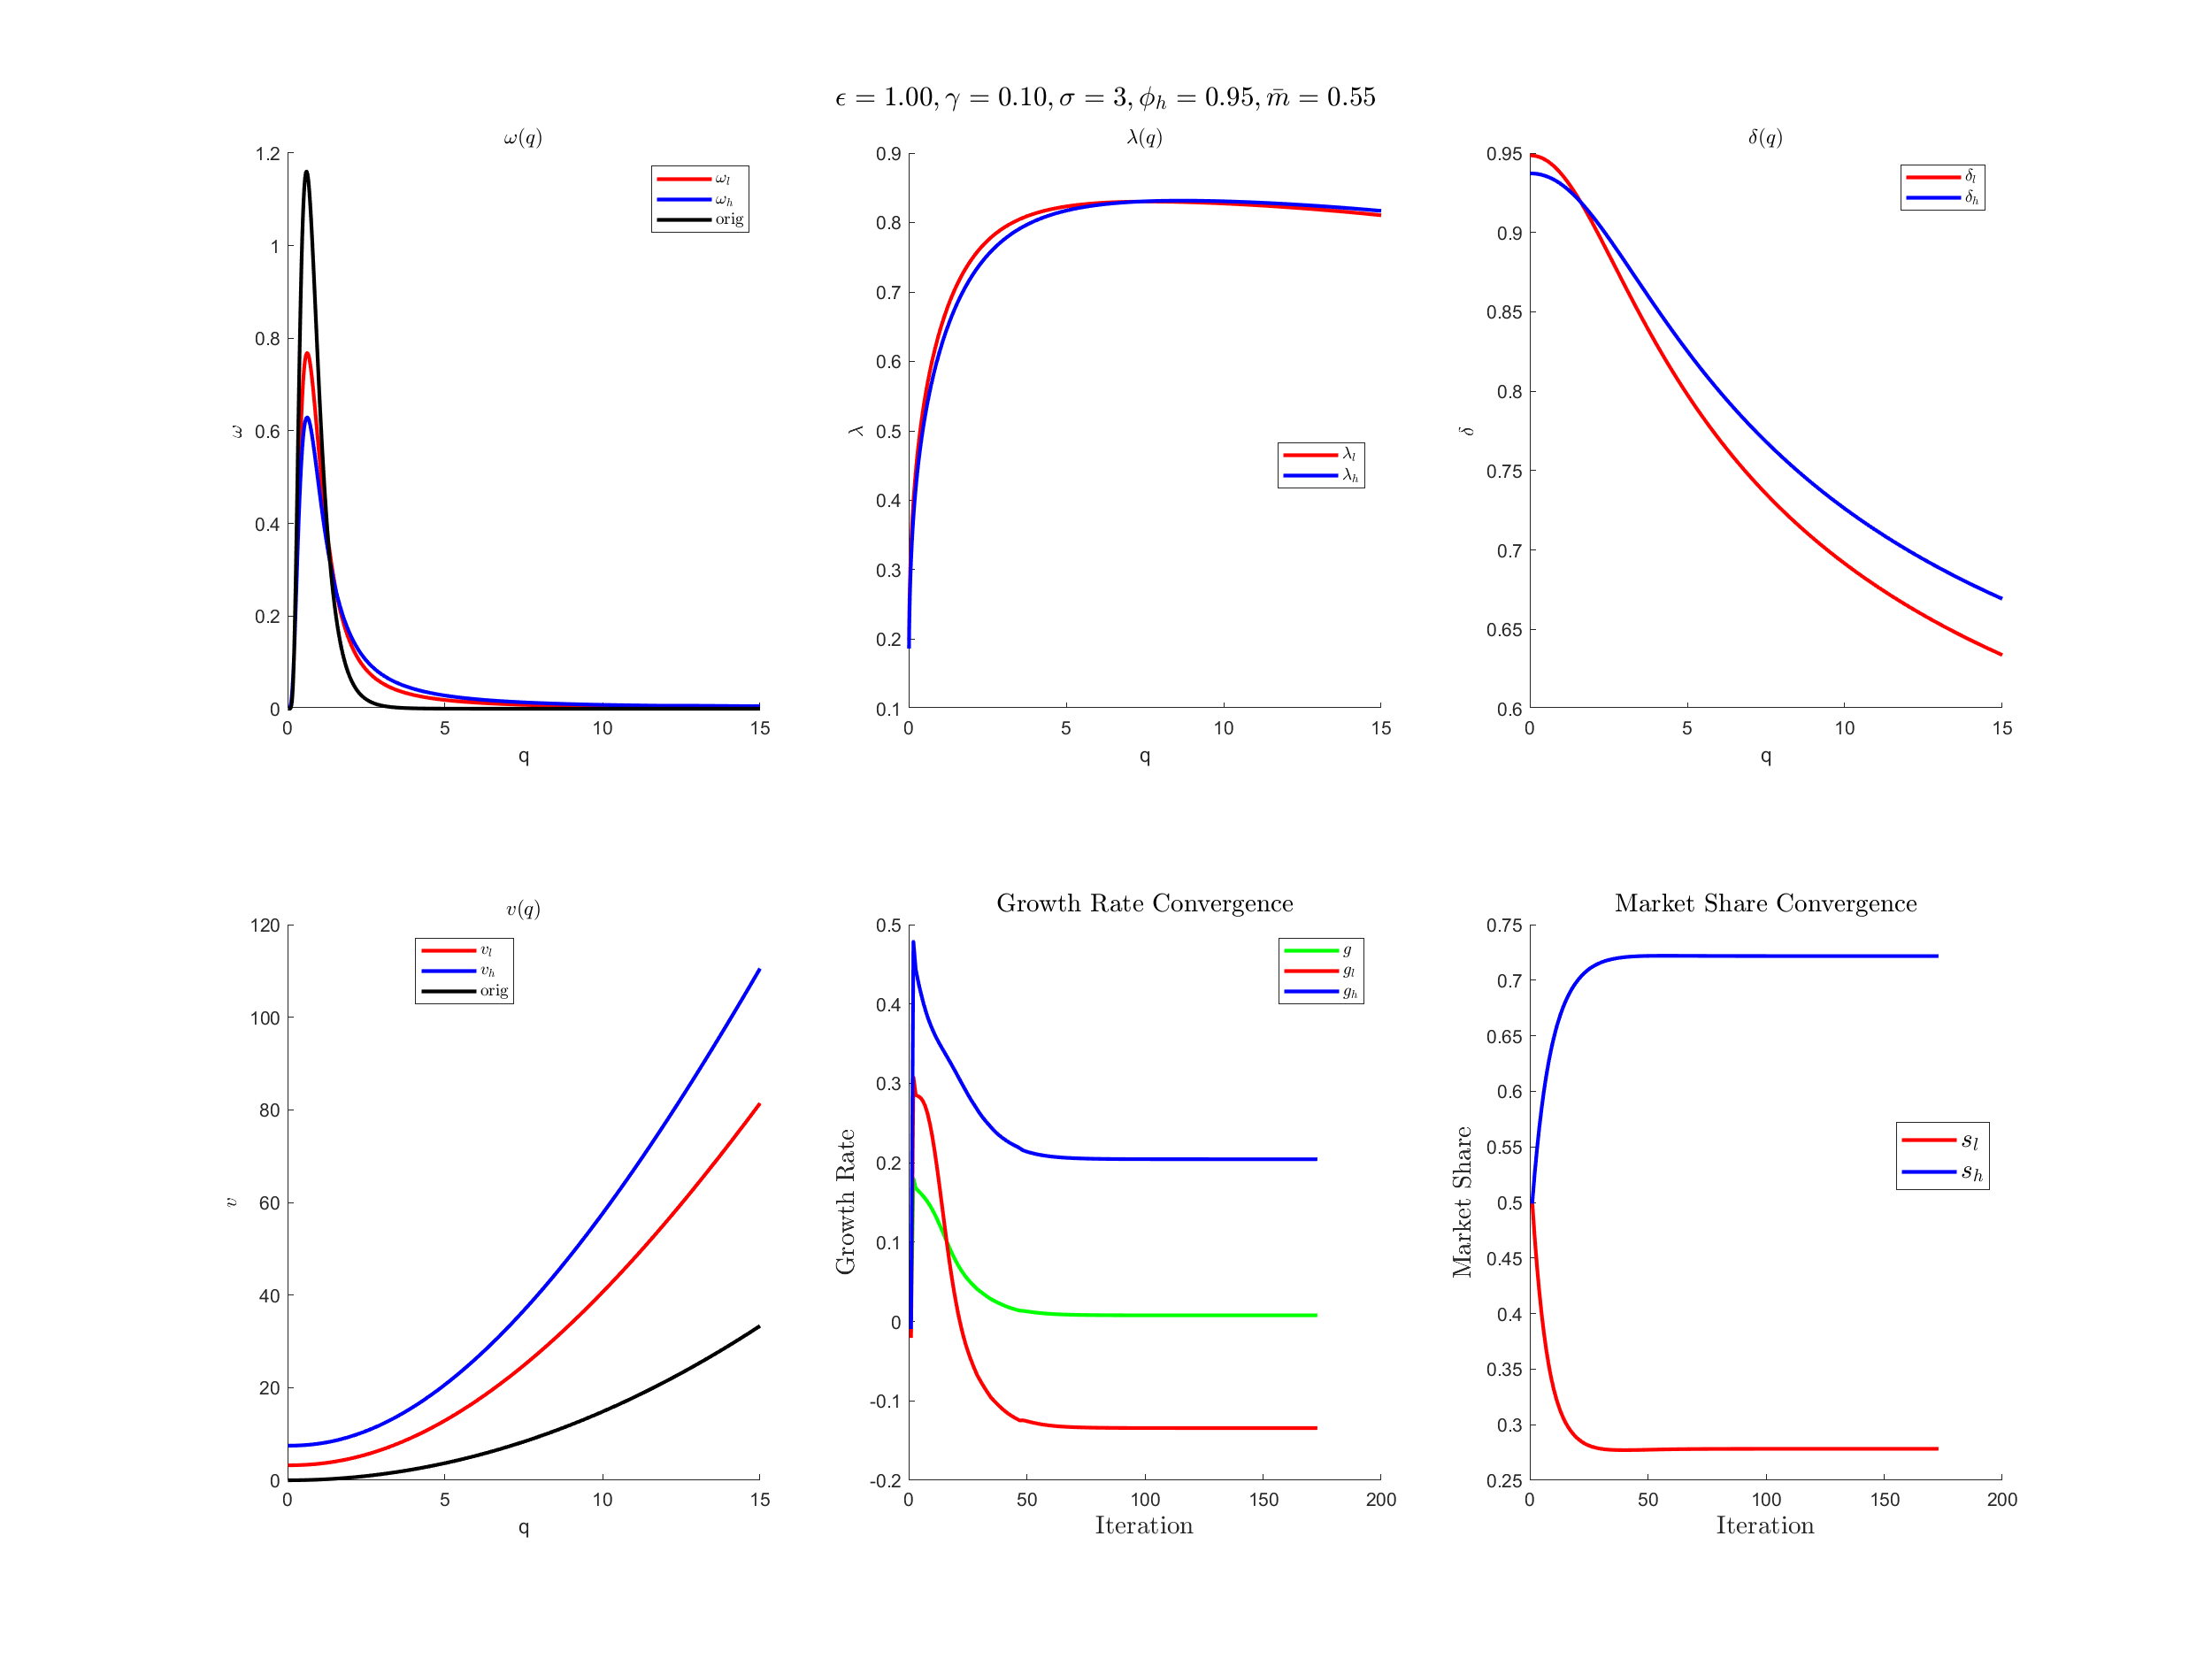 ϵ = 1.00, γ = 0.10, σ = 3, ϕ_h = 0.95, m̄ = 0.55
ω(q)
1.2
1
0.8
0.6
0.4
0.2
0
ω
0 5 10 15
q
ω_l
ω_h
orig
λ(q)
0.9
0.8
0.7
0.6
0.5
0.4
0.3
0.2
0.1
λ
0 5 10 15
q
λ_l
λ_h
δ(q)
0.95
0.9
0.85
0.8
0.75
0.7
0.65
0.6
δ
0 5 10 15
q
δ_l
δ_h
v(q)
120
100
80
60
40
20
0
v
0 5 10 15
q
v_l
v_h
orig
Growth Rate Convergence
0.5
0.4
0.3
0.2
0.1
0
-0.1
-0.2
Growth Rate
0 50 100 150 200
Iteration
g
g_l
g_h
Market Share Convergence
0.75
0.7
0.65
0.6
0.55
0.5
0.45
0.4
0.35
0.3
0.25
Market Share
0 50 100 150 200
Iteration
s_l
s_h